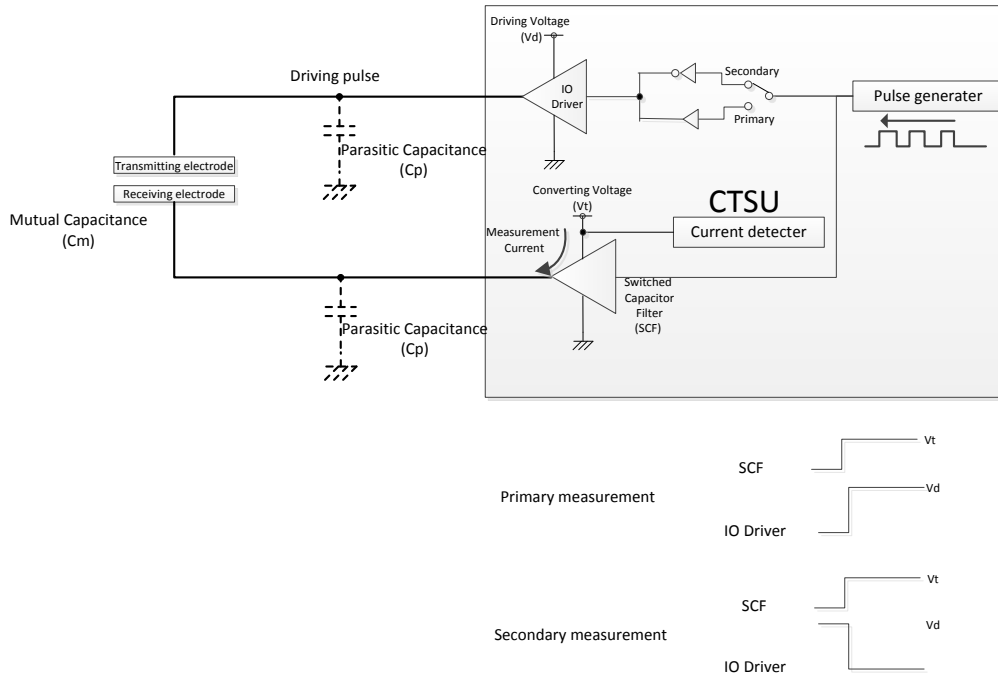 Driving Voltage
(Vd)
Driving pulse
IO
Driver
Secondary
Primary
Pulse generater
Parasitic Capacitance
(Cp)
Transmitting electrode
Receiving electrode
Mutual Capacitance
(Cm)
Converting Voltage
(Vt)
CTSU
Current detecter
Measurement
Current
Switched
Capacitor
Filter
(SCF)
Parasitic Capacitance
(Cp)
Primary measurement
SCF
Vt
IO Driver
Vd
Secondary measurement
SCF
Vt
IO Driver
Vd